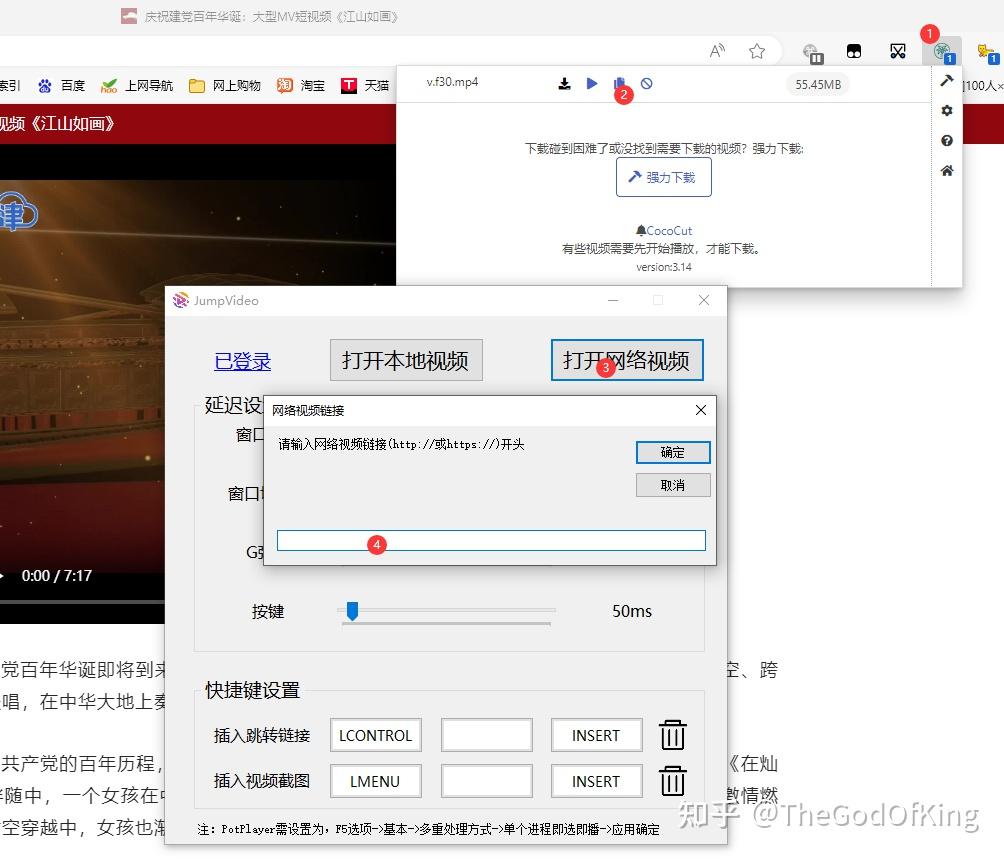 庆祝建党百年华诞：大型MV短视频《江山如画》
1
索引
百度
上网导航
网上购物
淘宝
天猫
100人×
v.f30.mp4
2
55.45MB
视频《江山如画》
下载碰到困难了或没找到需要下载的视频？强力下载:
强力下载
CocoCut
有些视频需要先开始播放，才能下载。
version:3.14
津
JumpVideo
已登录
打开本地视频
打开网络视频
3
延迟设
网络视频链接
窗口
请输入网络视频链接(http://或https://)开头
确定
取消
窗口
G
4
0:00 / 7:17
按键
50ms
党百年华诞即将到来
空、跨
唱，在中华大地上奏
快捷键设置
插入跳转链接
LCONTROL
INSERT
共产党的百年历程，
《在灿
插入视频截图
LMENU
INSERT
伴随中，一个女孩在中
激情燃
空穿越中，女孩也渐
注：PotPlayer需设置为，F5选项->基本->多重处理方式->单个进程即选即播->应用确定
知乎 @TheGodOfKing